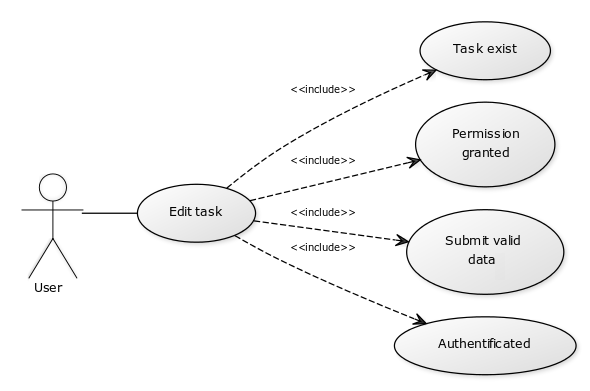 Task exist
<<include>>
Permission
granted
<<include>>
Edit task
<<include>>
Submit valid
data
<<include>>
User
Authentificated